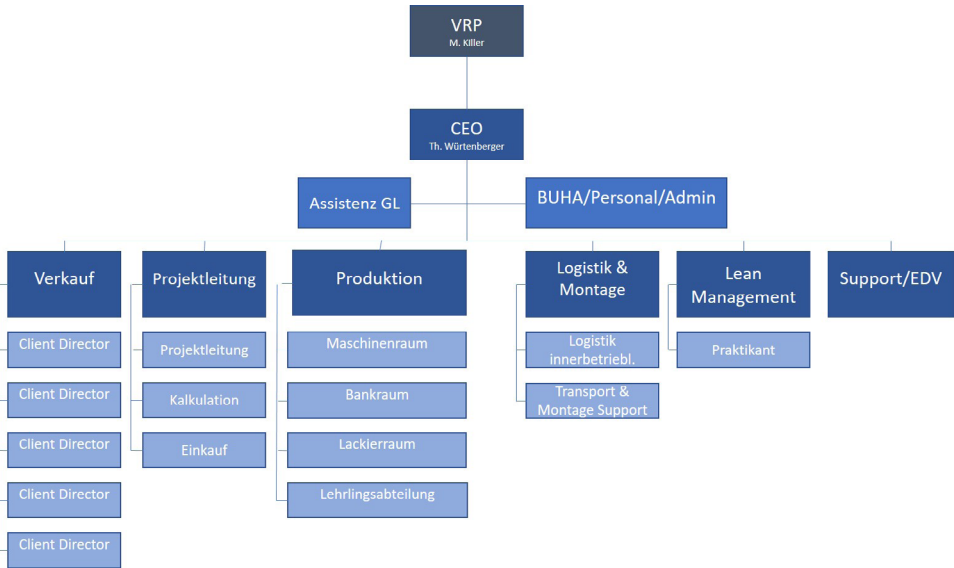 VRP
M. Killer
CEO
Th. Würtenberger
Assistenz GL
BUHA/Personal/Admin
Verkauf
Projektleitung
Produktion
Logistik &
Montage
Lean
Management
Support/EDV
Client Director
Client Director
Client Director
Client Director
Client Director
Projektleitung
Kalkulation
Einkauf
Maschinenraum
Bankraum
Lackierraum
Lehrlingsabteilung
Logistik
innerbetriebl.
Transport &
Montage Support
Praktikant